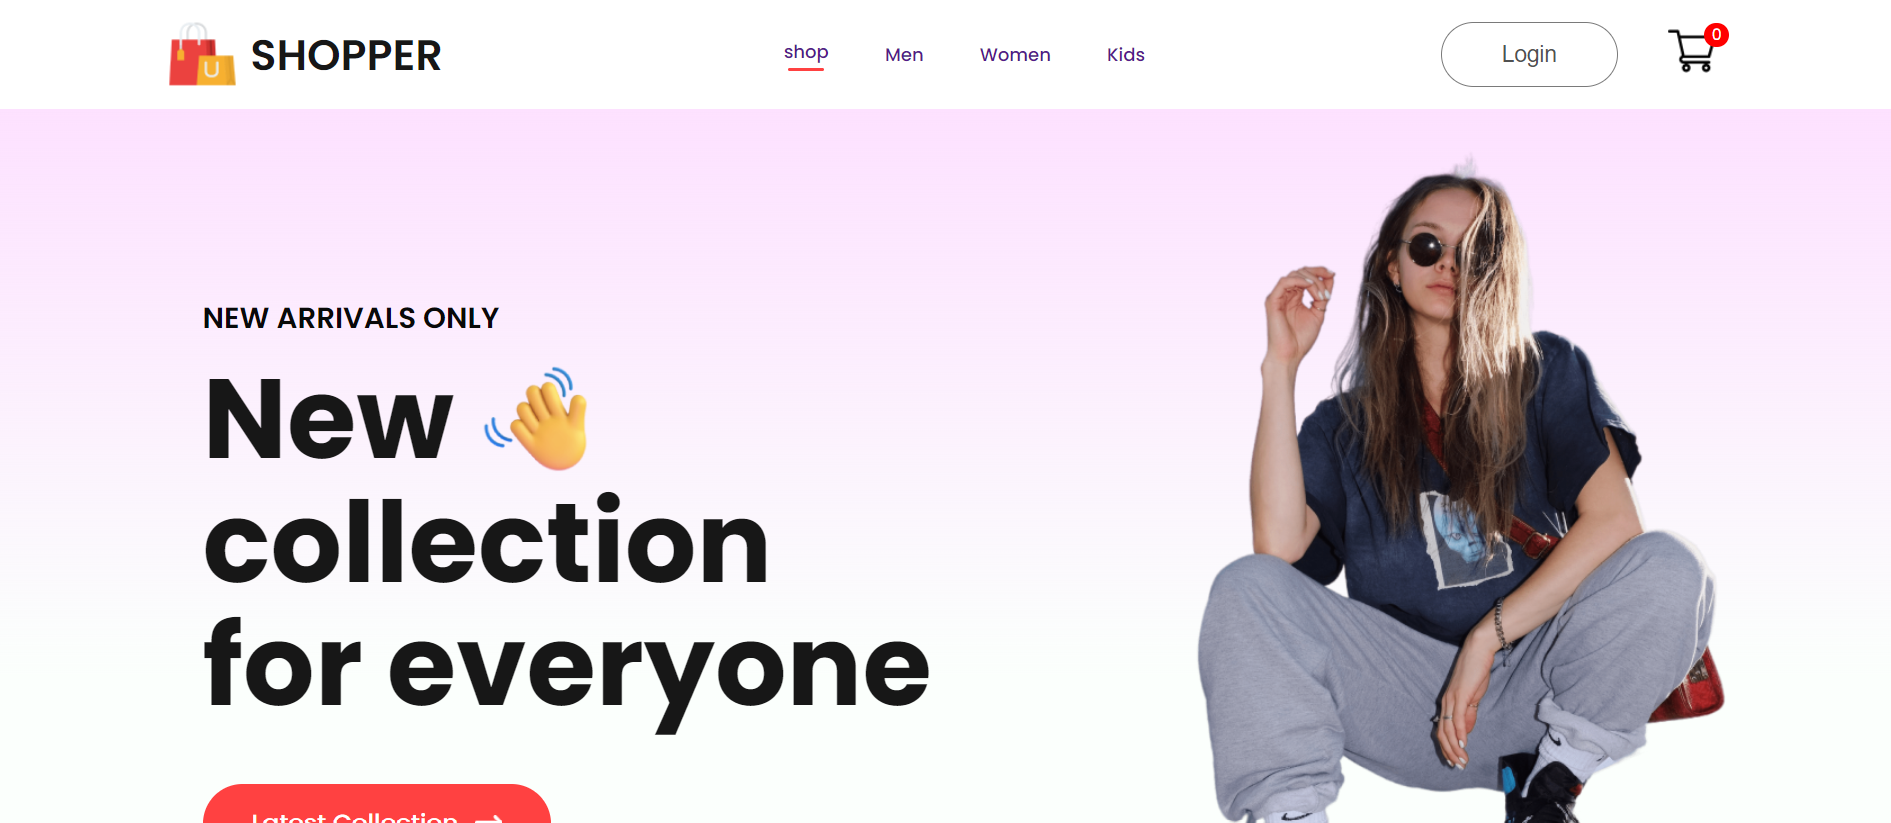 SHOPPER
shop
Men
Women
Kids
Login
0
NEW ARRIVALS ONLY
New
collection
for everyone
Latest Collection